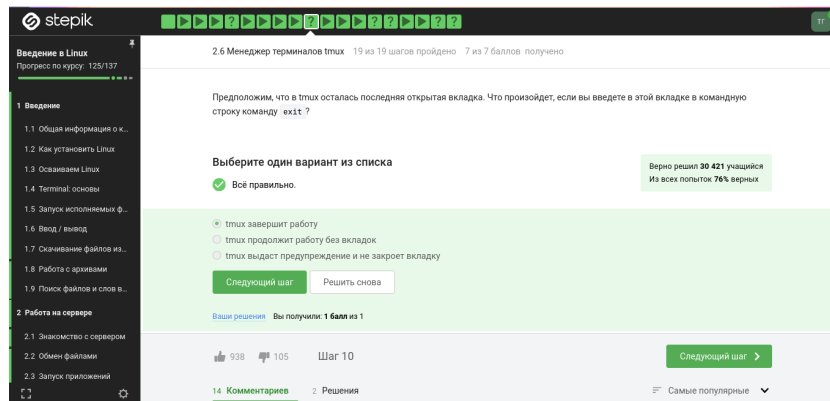 stepik
ТГ
Введение в Linux
Прогресс по курсу: 125/137
2.6 Менеджер терминалов tmux 19 из 19 шагов пройдено 7 из 7 баллов получено
1 Введение
1.1 Общая информация о к...
1.2 Как установить Linux
1.3 Осваиваем Linux
1.4 Terminal: основы
1.5 Запуск исполняемых ф...
1.6 Ввод / вывод
1.7 Скачивание файлов из...
1.8 Работа с архивами
1.9 Поиск файлов и слов в...
2 Работа на сервере
2.1 Знакомство с сервером
2.2 Обмен файлами
2.3 Запуск приложений
Предположим, что в tmux осталась последняя открытая вкладка. Что произойдет, если вы введете в этой вкладке в командную
строку команду exit ?
Выберите один вариант из списка
Всё правильно.
Верно решил 30 421 учащийся
Из всех попыток 76% верных
tmux завершит работу
tmux продолжит работу без вкладок
tmux выдаст предупреждение и не закроет вкладку
Следующий шаг Решить снова
Ваши решения Вы получили: 1 балл из 1
938 105 Шаг 10 Следующий шаг
14 Комментариев 2 Решения Самые популярные